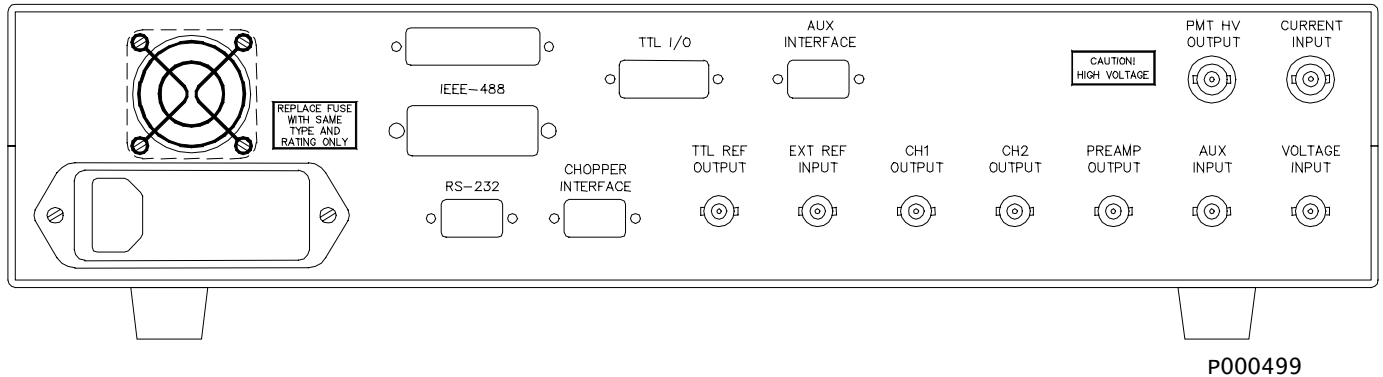 AUX
INTERFACE
PMT HV
OUTPUT
CURRENT
INPUT
TTL I/O
CAUTION!
HIGH VOLTAGE
IEEE-488
REPLACE FUSE
WITH SAME
TYPE AND
RATING ONLY
RS-232
CHOPPER
INTERFACE
TTL REF
OUTPUT
EXT REF
INPUT
CH1
OUTPUT
CH2
OUTPUT
PREAMP
OUTPUT
AUX
INPUT
VOLTAGE
INPUT
P000499